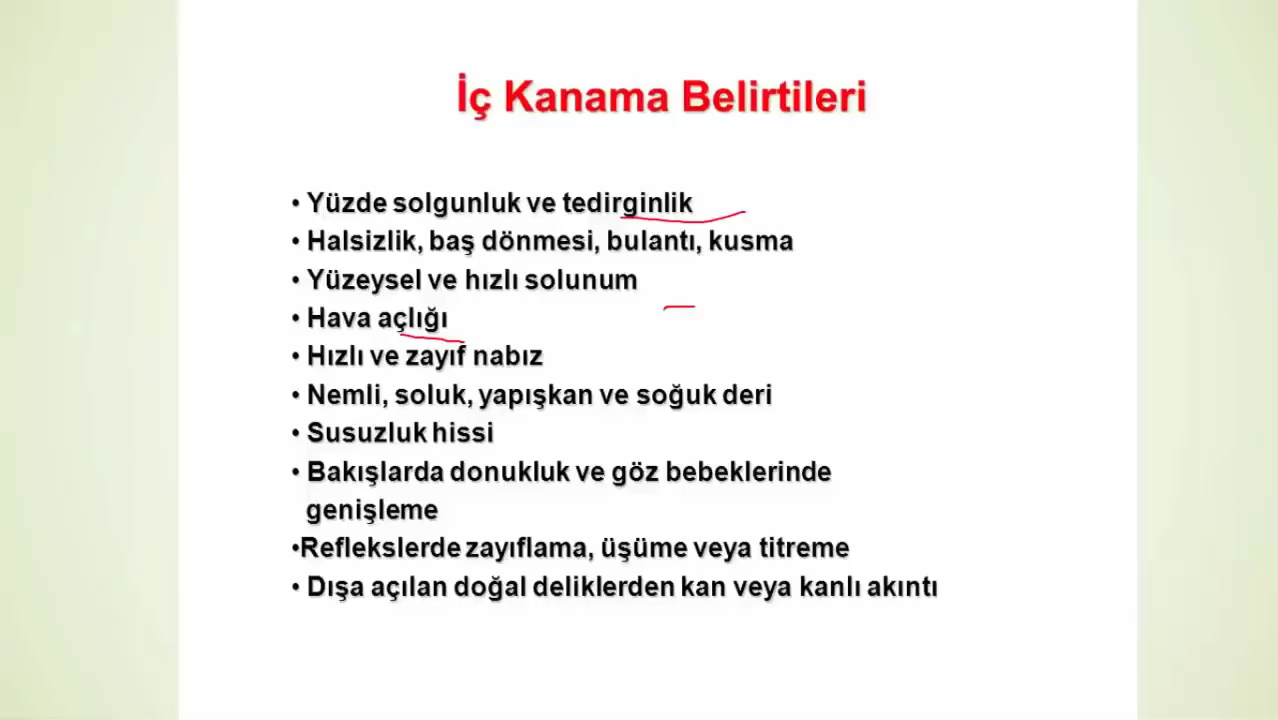 İç Kanama Belirtileri
• Yüzde solgunluk ve tedirginlik
• Halsizlik, baş dönmesi, bulantı, kusma
• Yüzeysel ve hızlı solunum
• Hava açlığı
• Hızlı ve zayıf nabız
• Nemli, soluk, yapışkan ve soğuk deri
• Susuzluk hissi
• Bakışlarda donukluk ve göz bebeklerinde
genişleme
•Reflekslerde zayıflama, üşüme veya titreme
• Dışa açılan doğal deliklerden kan veya kanlı akıntı